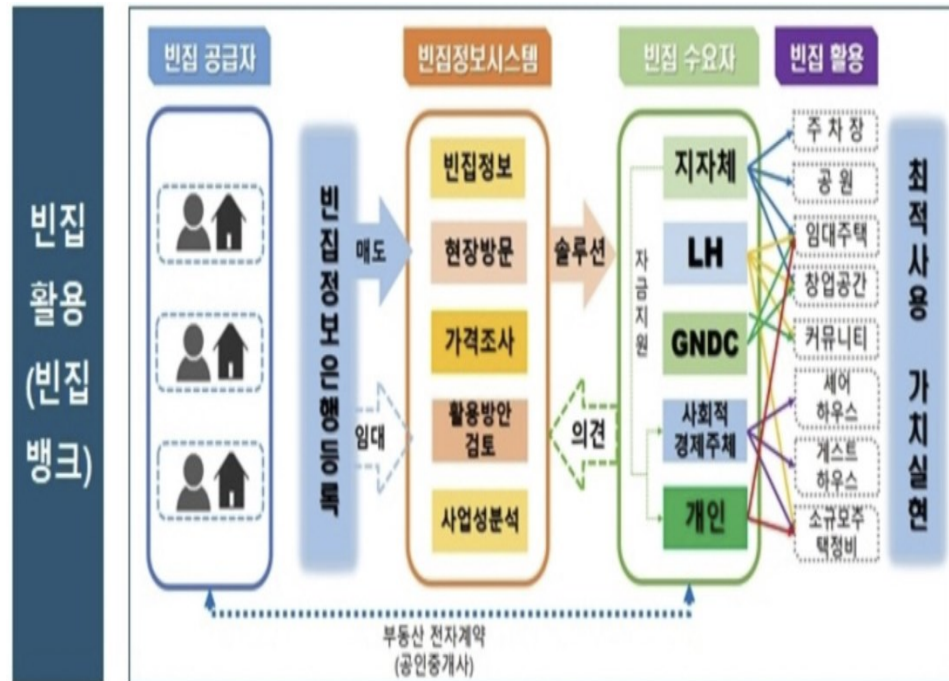 빈집
활용
(빈집
뱅크)
빈집 공급자
빈집정보은행등록
매도
임대
빈집정보시스템
빈집정보
현장방문
가격조사
활용방안
검토
사업성분석
솔루션
의견
빈집 수요자
자금지원
지자체
LH
GNDC
사회적
경제주체
개인
빈집 활용
주 차 장
공 원
임대주택
창업공간
커뮤니티
셰어
하우스
게스트
하우스
소규모주
택정비
최적사용 가치실현
부동산 전자계약
(공인중개사)